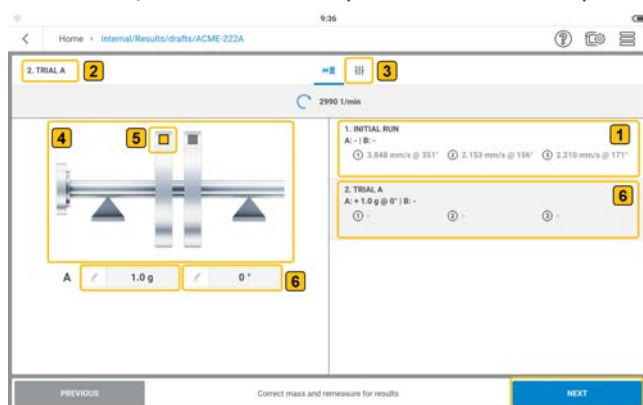 9:36
Home • Internal/Results/drafts/ACME-222A
2. TRIAL A
2
3
2990 1/min
4
5
1. INITIAL RUN
1
A: - | B: -
1 3.848 mm/s @ 351° 2 2.153 mm/s @ 156° 3 2.210 mm/s @ 171°
2. TRIAL A
6
A: + 1.0 g @ 0° | B: -
1 - 2 - 3 -
A 1.0 g 0 °
6
PREVIOUS
Correct mass and remeasure for results
NEXT